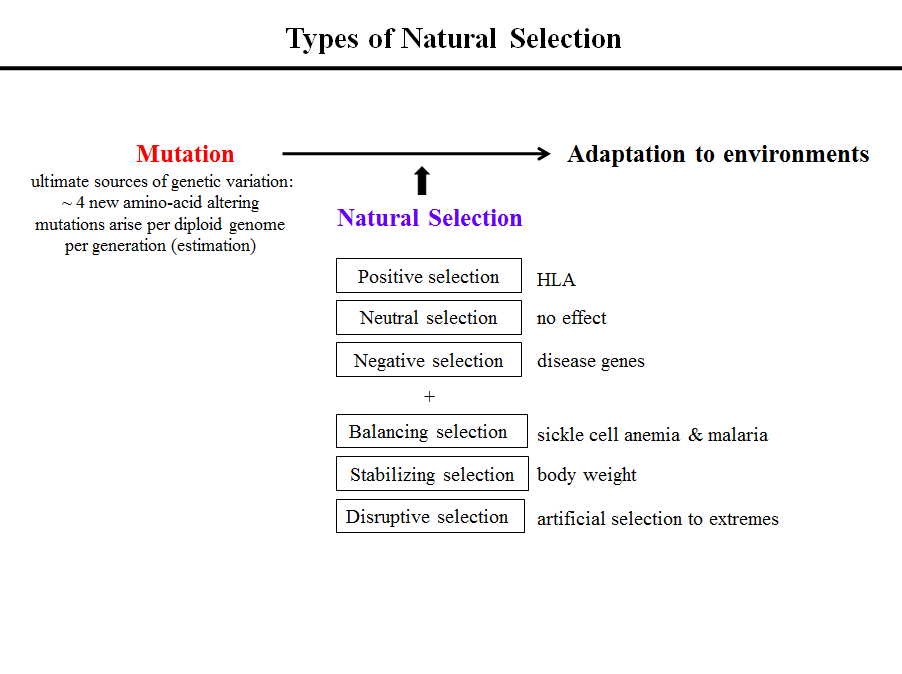 Types of Natural Selection
Mutation
Adaptation to environments
ultimate sources of genetic variation:
~ 4 new amino-acid altering
mutations arise per diploid genome
per generation (estimation)
Natural Selection
Positive selection HLA
Neutral selection no effect
Negative selection disease genes
+
Balancing selection sickle cell anemia & malaria
Stabilizing selection body weight
Disruptive selection artificial selection to extremes